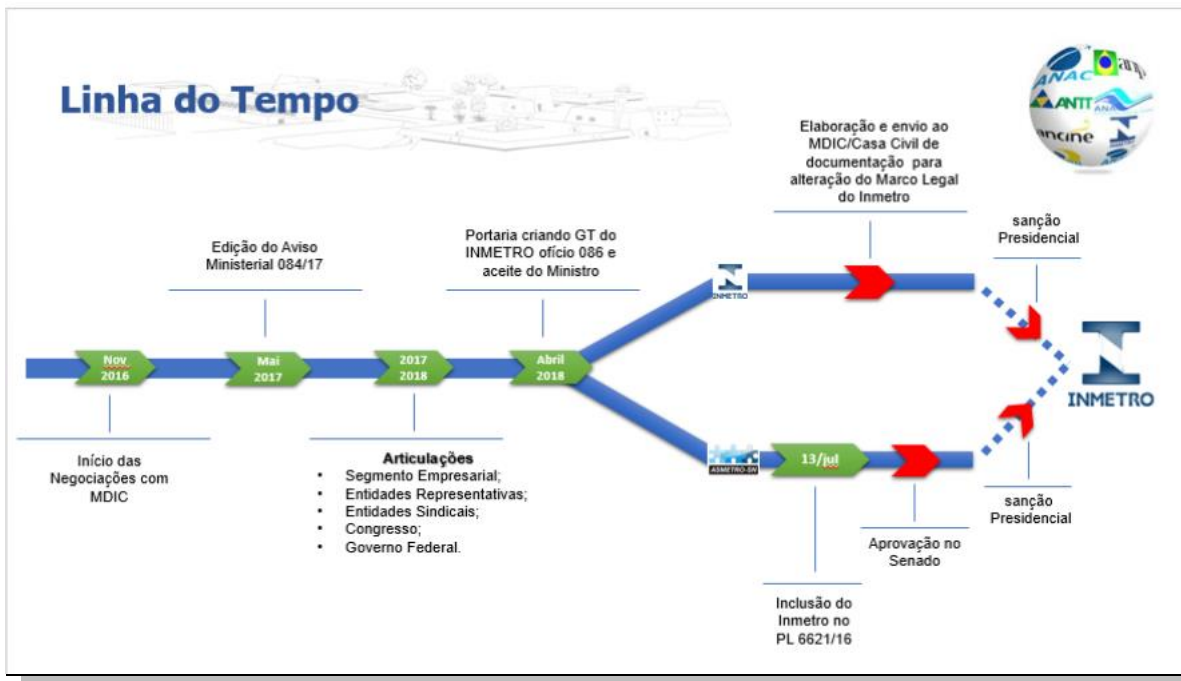 Linha do Tempo
ANAC
anp
ANTT
ANA
ancine
Elaboração e envio ao
MDIC/Casa Civil de
documentação para
alteração do Marco Legal
do Inmetro
sanção
Presidencial
Edição do Aviso
Ministerial 084/17
Portaria criando GT do
INMETRO ofício 086 e
aceite do Ministro
INMETRO
Nov
2016
Mai
2017
2017
2018
Abril
2018
INMETRO
Início das
Negociações com
MDIC
Articulações
• Segmento Empresarial;
• Entidades Representativas;
• Entidades Sindicais;
• Congresso;
• Governo Federal.
ASMETRO-SN
13/jul
sanção
Presidencial
Aprovação no
Senado
Inclusão do
Inmetro no
PL 6621/16